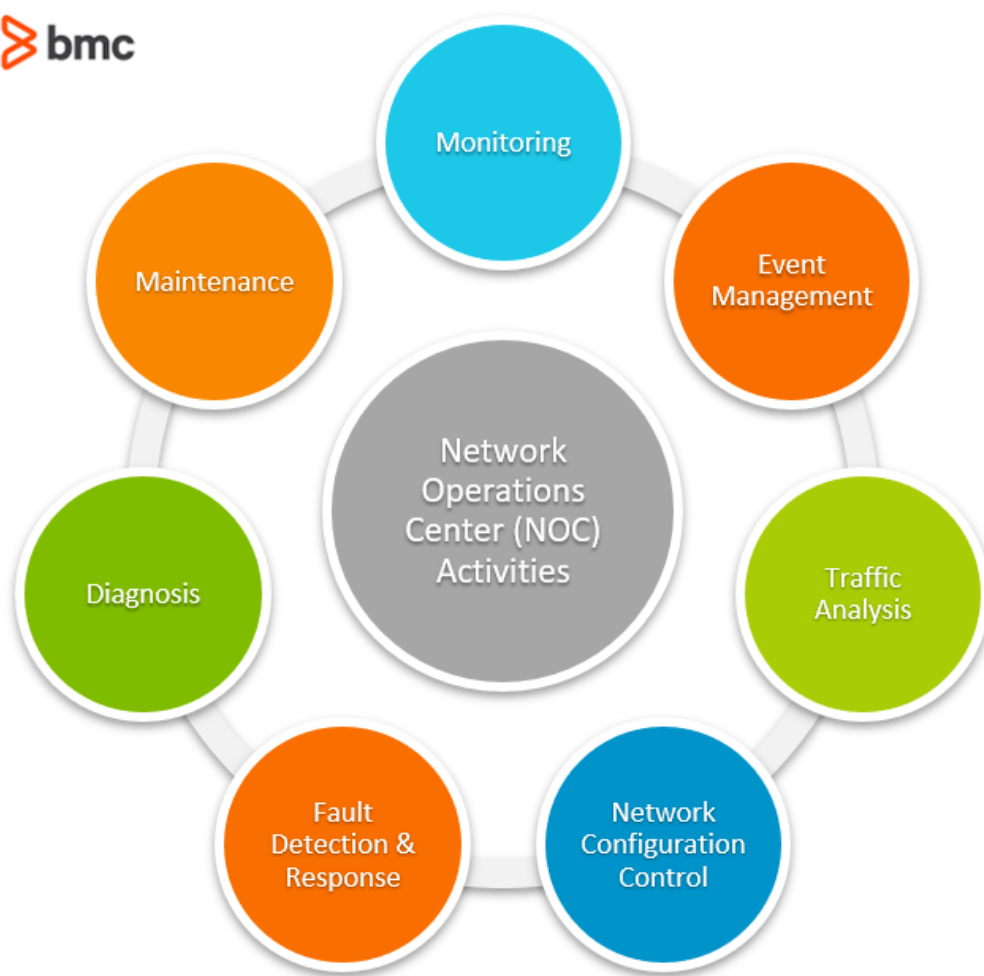 bmc
Monitoring
Event
Management
Traffic
Analysis
Network
Configuration
Control
Fault
Detection &
Response
Diagnosis
Maintenance
Network
Operations
Center (NOC)
Activities